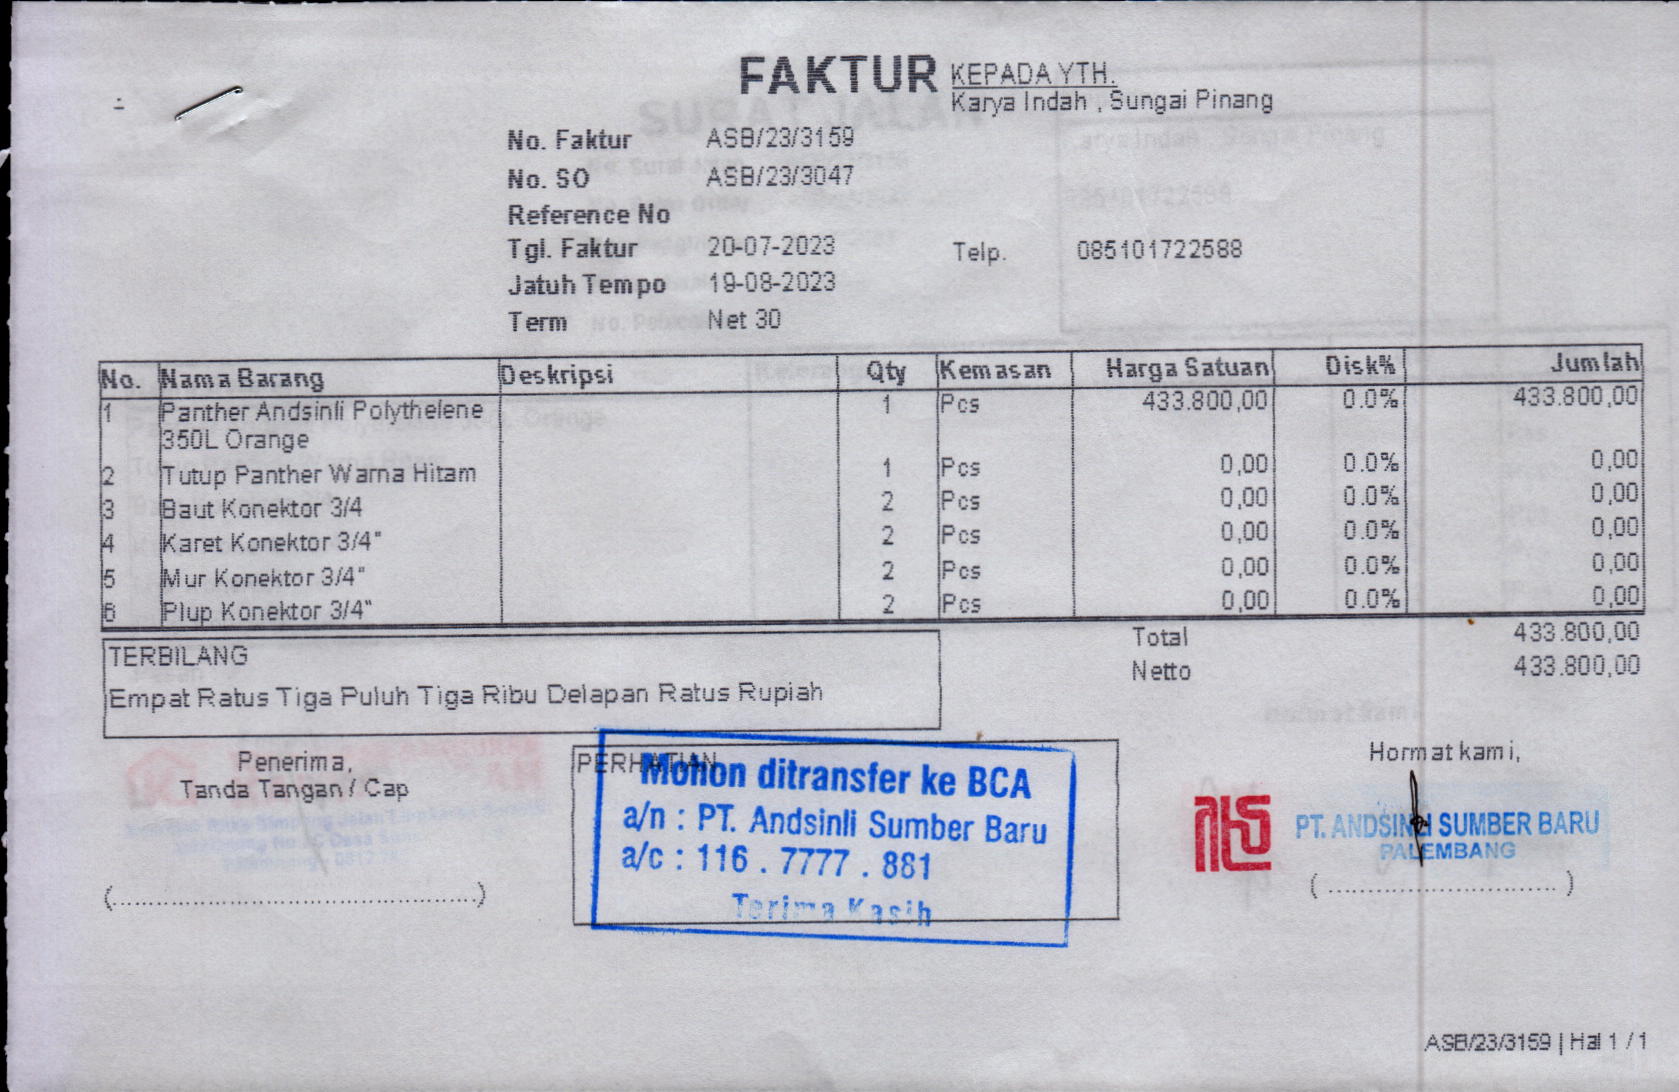 FAKTUR
KEPADA YTH.
Karya Indah , Sungai Pinang
No. Faktur ASB/23/3159
No. SO ASB/23/3047
Reference No
Tgl. Faktur 20-07-2023 Telp. 085101722588
Jatuh Tempo 19-08-2023
Term Net 30
No. Nama Barang Deskripsi Qty Kemasan Harga Satuan Disk% Jumlah
1 Panther Andsinli Polythelene 1 Pcs 433.800,00 0.0% 433.800,00
350L Orange
2 Tutup Panther Warna Hitam 1 Pcs 0,00 0.0% 0,00
3 Baut Konektor 3/4 2 Pcs 0,00 0.0% 0,00
4 Karet Konektor 3/4" 2 Pcs 0,00 0.0% 0,00
5 Mur Konektor 3/4" 2 Pcs 0,00 0.0% 0,00
6 Plup Konektor 3/4" 2 Pcs 0,00 0.0% 0,00
Total 433.800,00
Netto 433.800,00
TERBILANG
Empat Ratus Tiga Puluh Tiga Ribu Delapan Ratus Rupiah
Penerima,
Tanda Tangan / Cap
(..................................................)
PERHATIAN
Mohon ditransfer ke BCA
a/n : PT. Andsinli Sumber Baru
a/c : 116 . 7777 . 881
Terima Kasih
Hormat kami,
PT. ANDSINLI SUMBER BARU
PALEMBANG
( ................................ )
ASB/23/3159 | Hal 1 / 1